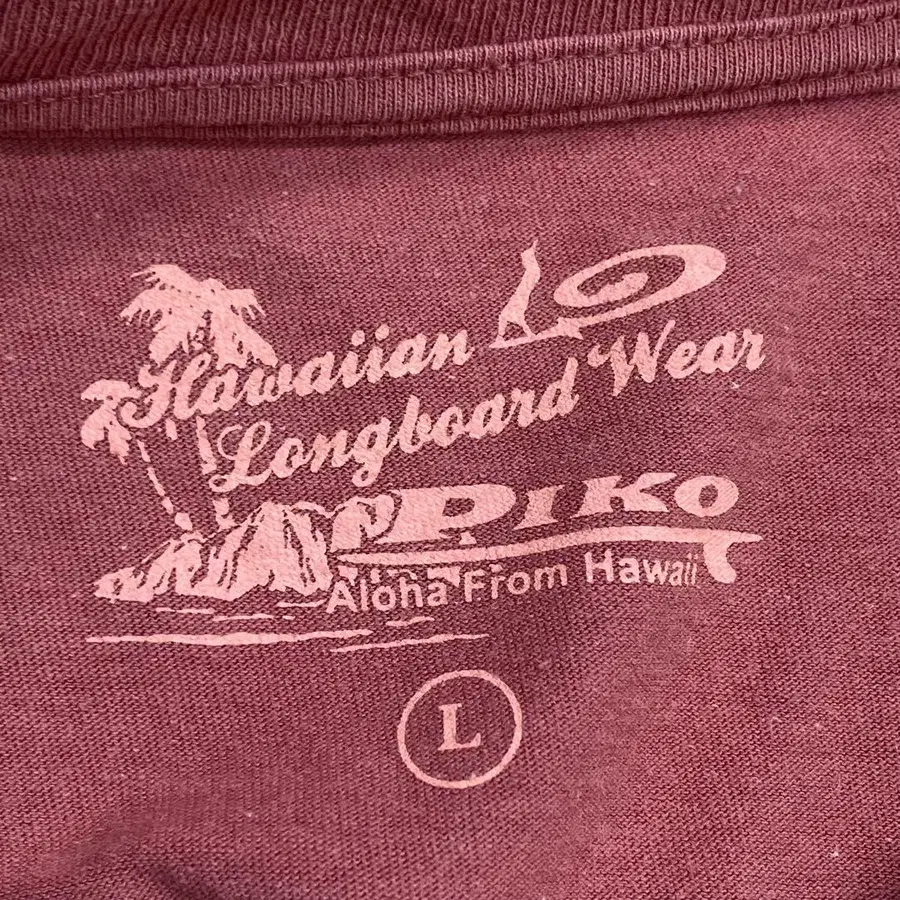 Hawaiian
Longboard Wear
PIKO
Aloha From Hawaii
L